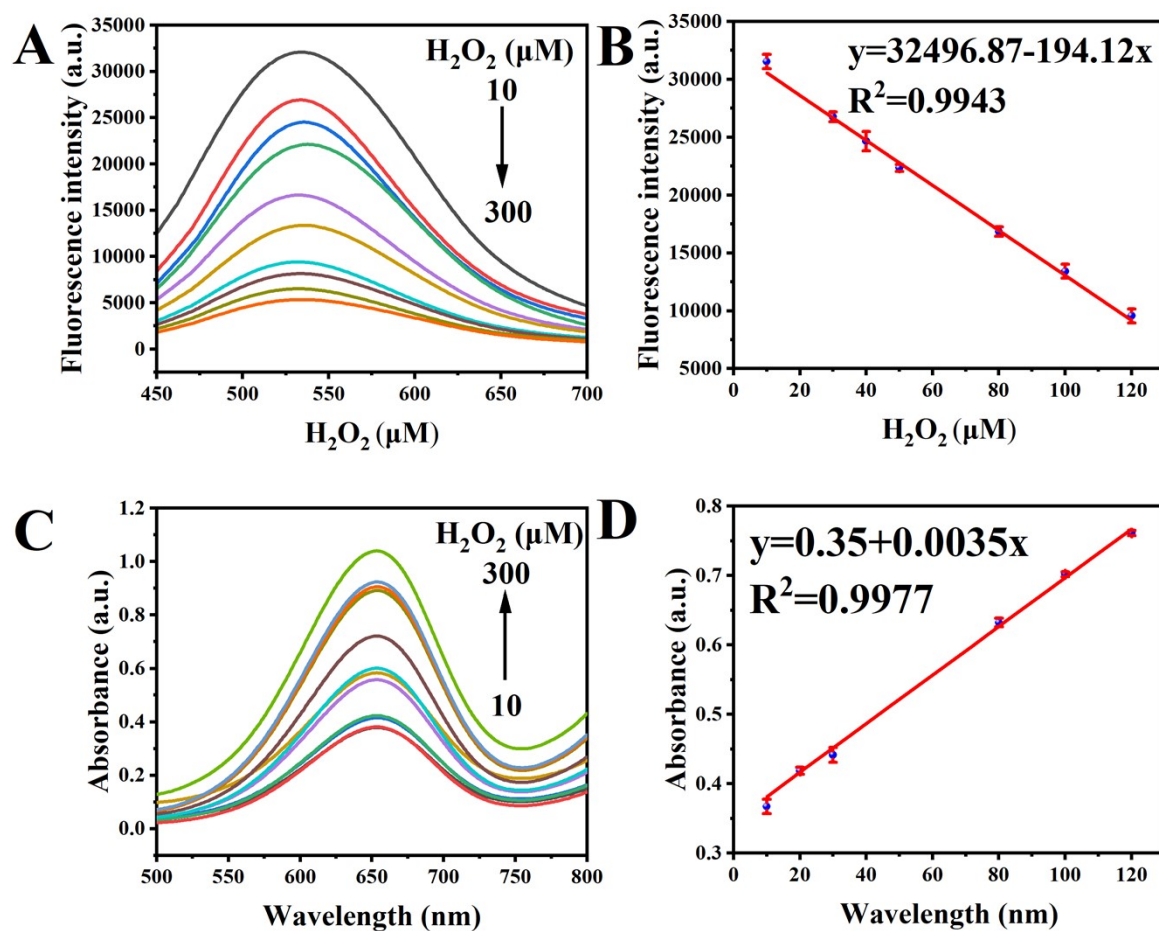 A
H₂O₂ (μM)
10
300
35000
30000
25000
20000
15000
10000
5000
0
Fluorescence intensity (a.u.)
450 500 550 600 650 700
H₂O₂ (μM)
B
y=32496.87-194.12x
R²=0.9943
35000
30000
25000
20000
15000
10000
5000
Fluorescence intensity (a.u.)
0 20 40 60 80 100 120
H₂O₂ (μM)
C
H₂O₂ (μM)
300
10
1.2
1.0
0.8
0.6
0.4
0.2
0.0
Absorbance (a.u.)
500 550 600 650 700 750 800
Wavelength (nm)
D
y=0.35+0.0035x
R²=0.9977
0.8
0.7
0.6
0.5
0.4
0.3
Absorbance (a.u.)
0 20 40 60 80 100 120
Wavelength (nm)